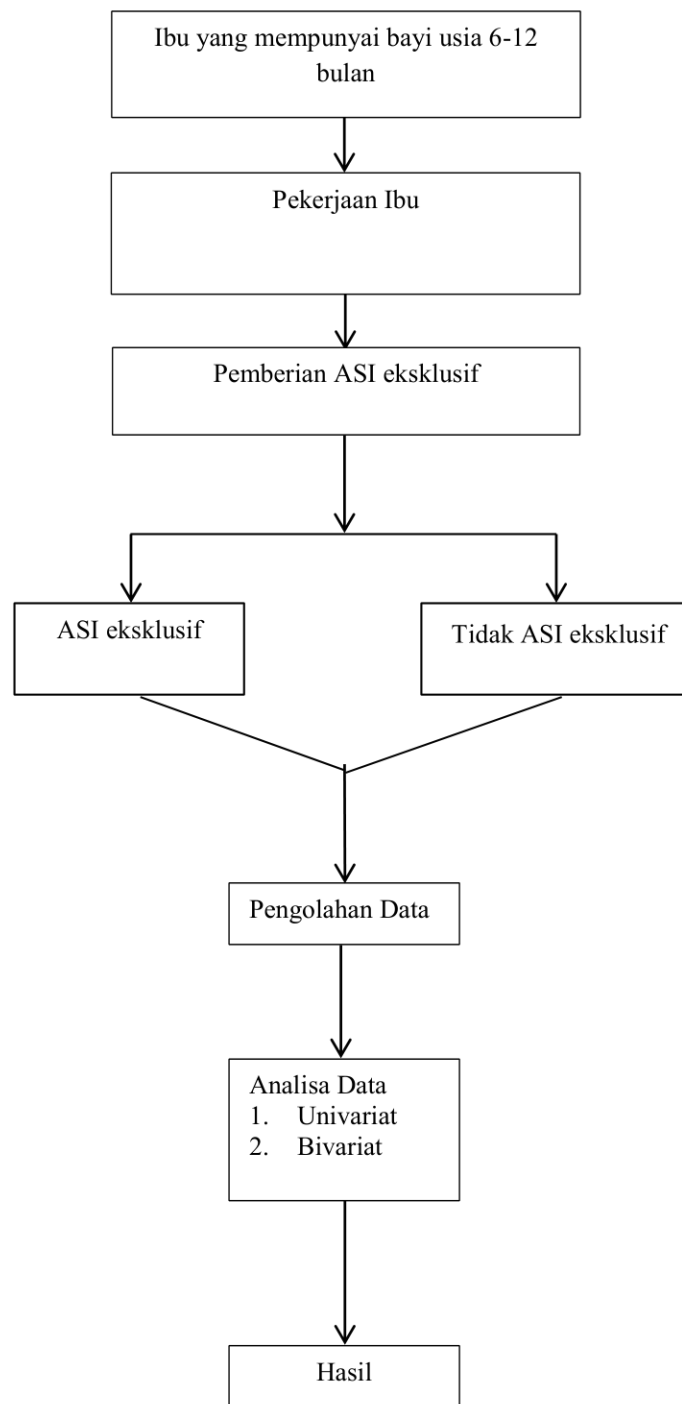 Ibu yang mempunyai bayi usia 6-12
bulan
Pekerjaan Ibu
Pemberian ASI eksklusif
ASI eksklusif
Tidak ASI eksklusif
Pengolahan Data
Analisa Data
1. Univariat
2. Bivariat
Hasil